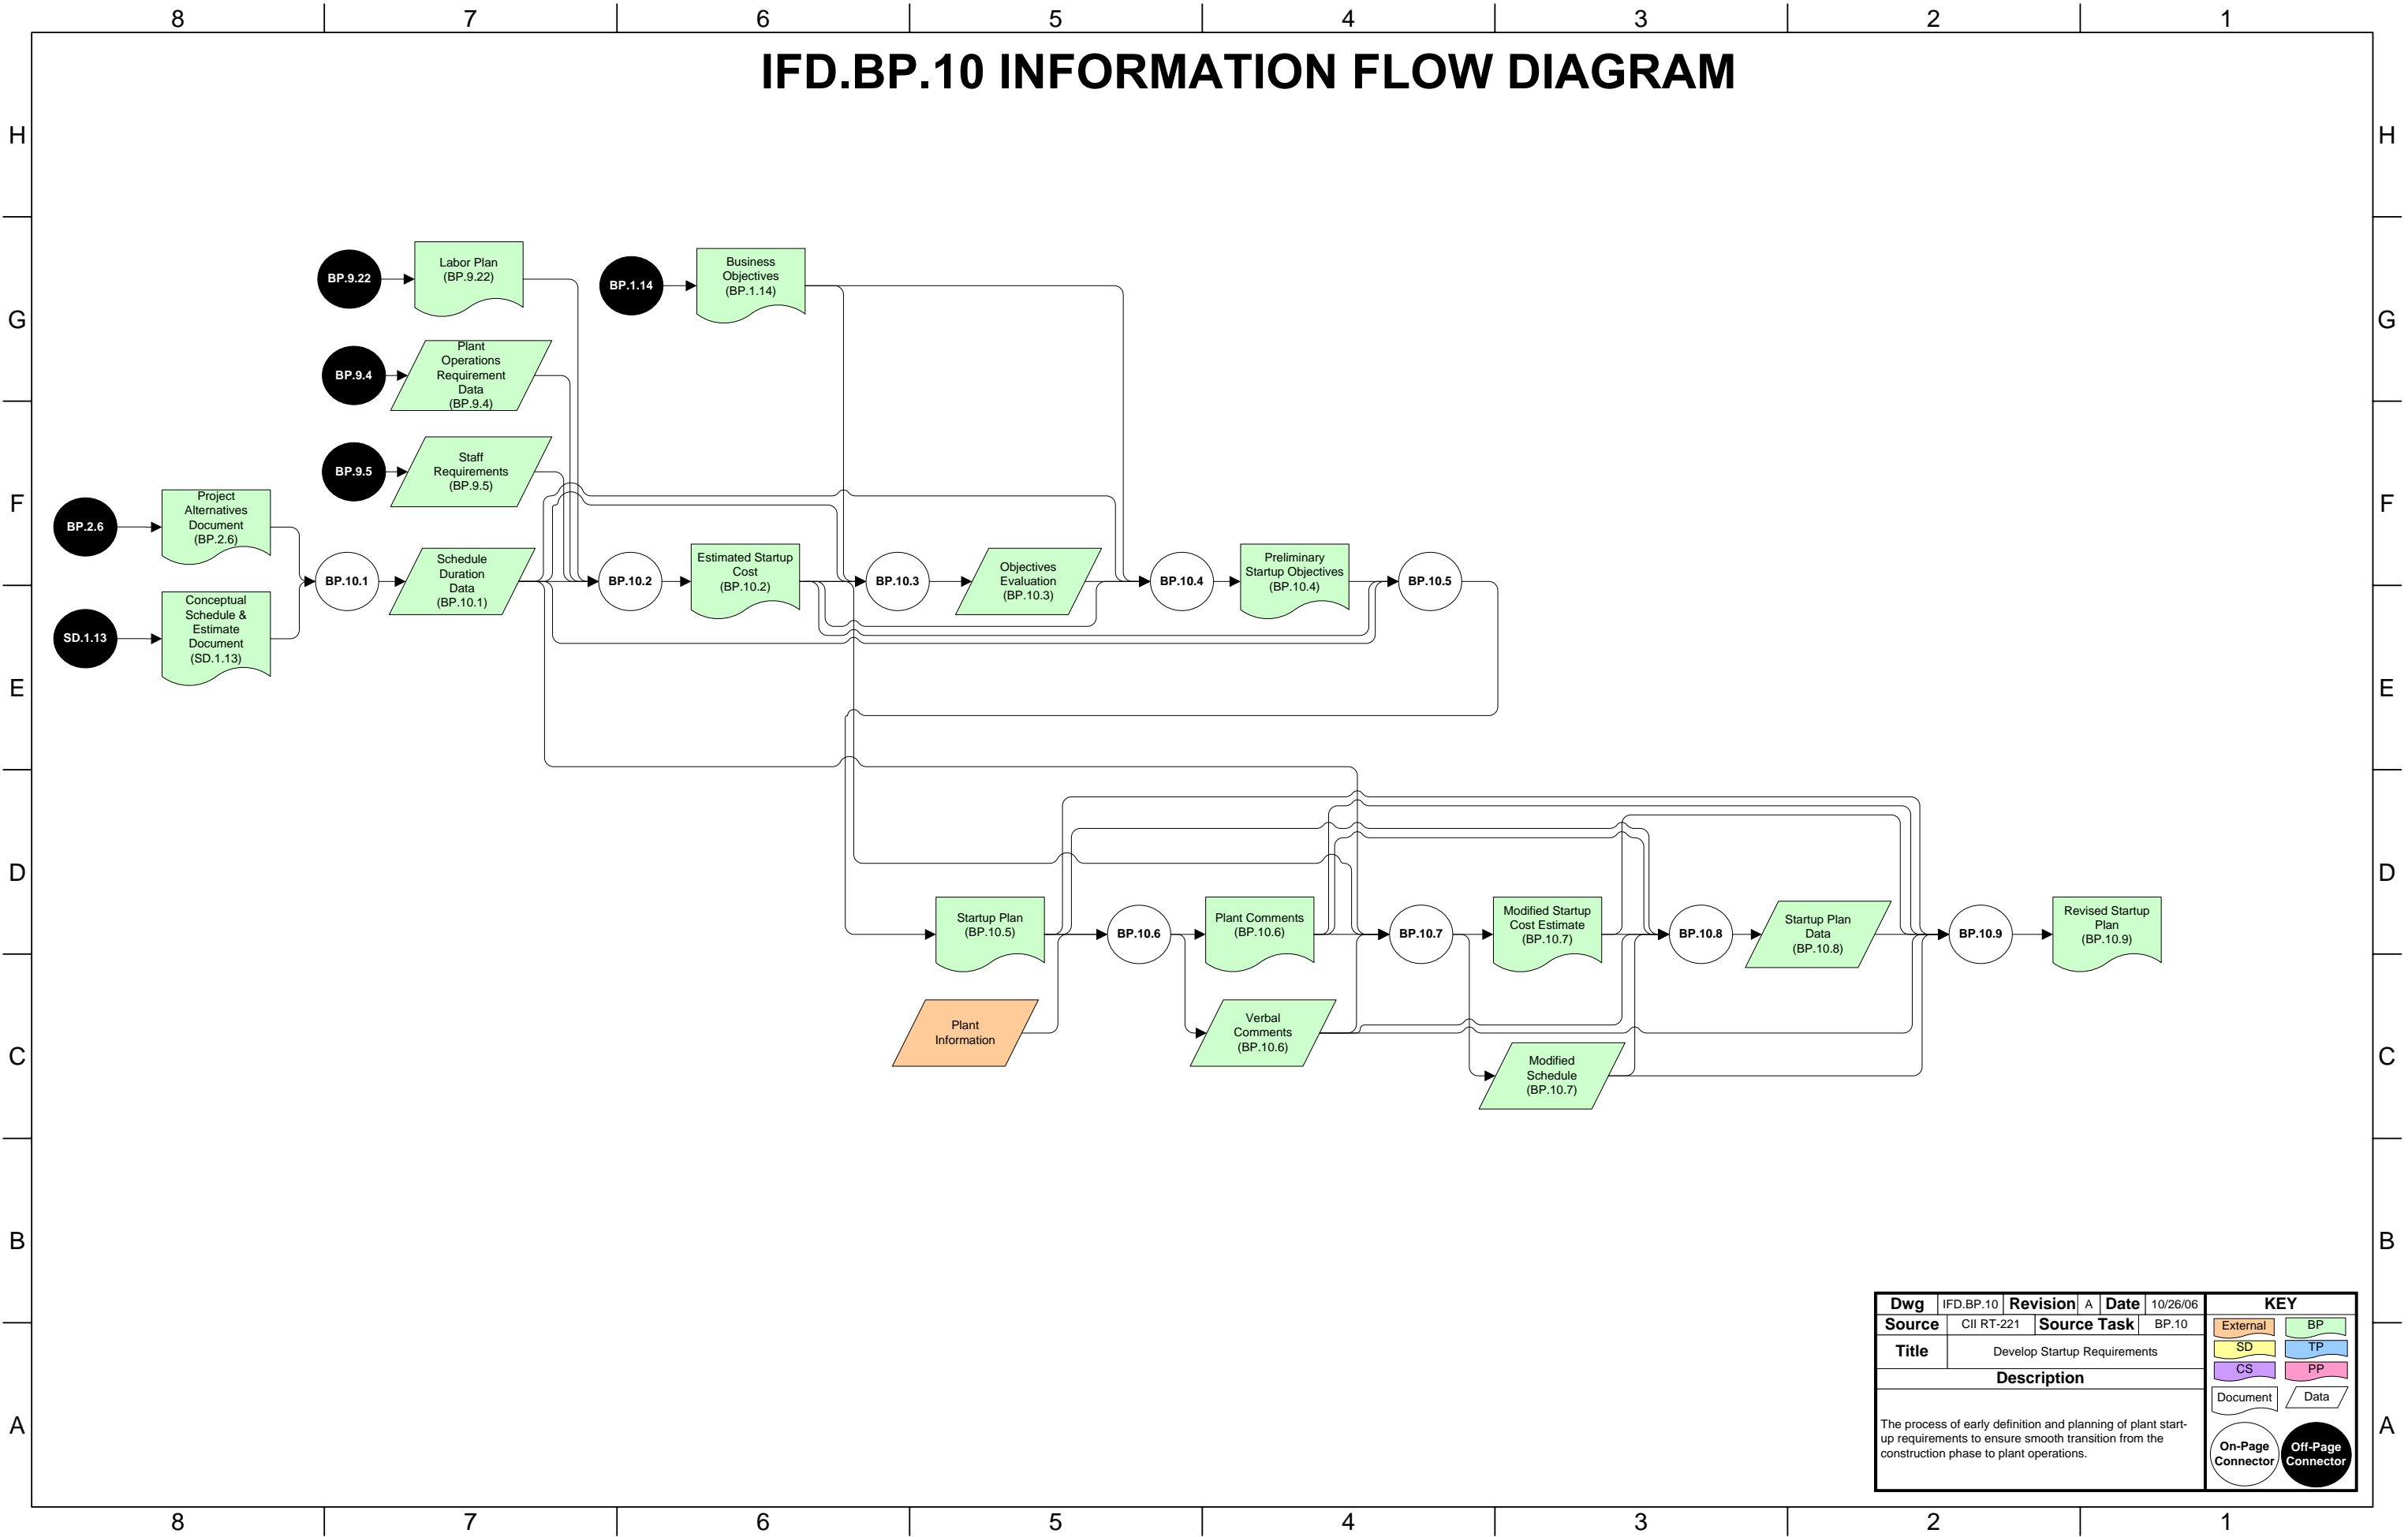 8 7 6 5 4 3 2 1
IFD.BP.10 INFORMATION FLOW DIAGRAM
H H
G G
F F
E E
D D
C C
B B
A A
BP.9.22
Labor Plan
(BP.9.22)
BP.1.14
Business
Objectives
(BP.1.14)
BP.9.4
Plant
Operations
Requirement
Data
(BP.9.4)
BP.9.5
Staff
Requirements
(BP.9.5)
BP.2.6
Project
Alternatives
Document
(BP.2.6)
SD.1.13
Conceptual
Schedule &
Estimate
Document
(SD.1.13)
BP.10.1
Schedule
Duration
Data
(BP.10.1)
BP.10.2
Estimated Startup
Cost
(BP.10.2)
BP.10.3
Objectives
Evaluation
(BP.10.3)
BP.10.4
Preliminary
Startup Objectives
(BP.10.4)
BP.10.5
Startup Plan
(BP.10.5)
Plant
Information
BP.10.6
Plant Comments
(BP.10.6)
Verbal
Comments
(BP.10.6)
BP.10.7
Modified Startup
Cost Estimate
(BP.10.7)
Modified
Schedule
(BP.10.7)
BP.10.8
Startup Plan
Data
(BP.10.8)
BP.10.9
Revised Startup
Plan
(BP.10.9)
Dwg IFD.BP.10 Revision A Date 10/26/06
Source CII RT-221 Source Task BP.10
Title Develop Startup Requirements
Description
The process of early definition and planning of plant start-
up requirements to ensure smooth transition from the
construction phase to plant operations.
KEY
External BP
SD TP
CS PP
Document Data
On-Page
Connector
Off-Page
Connector
8 7 6 5 4 3 2 1